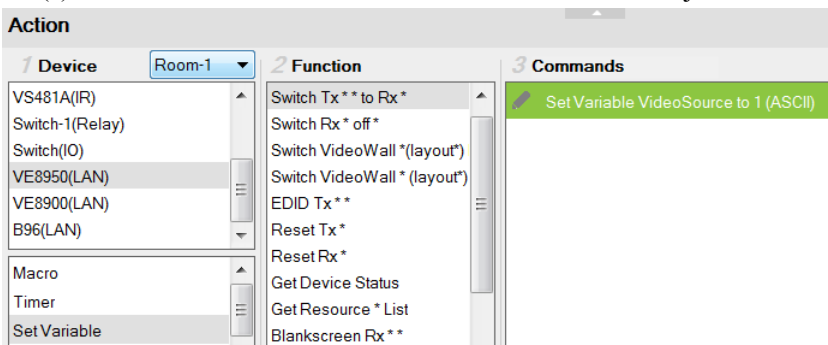 Action
1 Device
Room-1
2 Function
3 Commands
VS481A(IR)
Switch-1(Relay)
Switch(IO)
VE8950(LAN)
VE8900(LAN)
B96(LAN)
Macro
Timer
Set Variable
Switch Tx * * to Rx *
Switch Rx * off *
Switch VideoWall *(layout*)
Switch VideoWall * (layout*)
EDID Tx * *
Reset Tx *
Reset Rx *
Get Device Status
Get Resource * List
Blankscreen Rx * *
Set Variable VideoSource to 1 (ASCII)